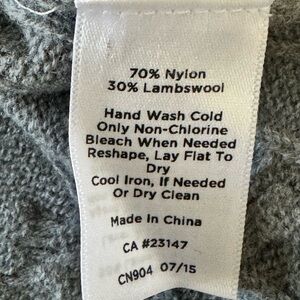 70% Nylon
30% Lambswool
Hand Wash Cold
Only Non-Chlorine
Bleach When Needed
Reshape, Lay Flat To
Dry
Cool Iron, If Needed
Or Dry Clean
Made In China
CA #23147
CN904 07/15